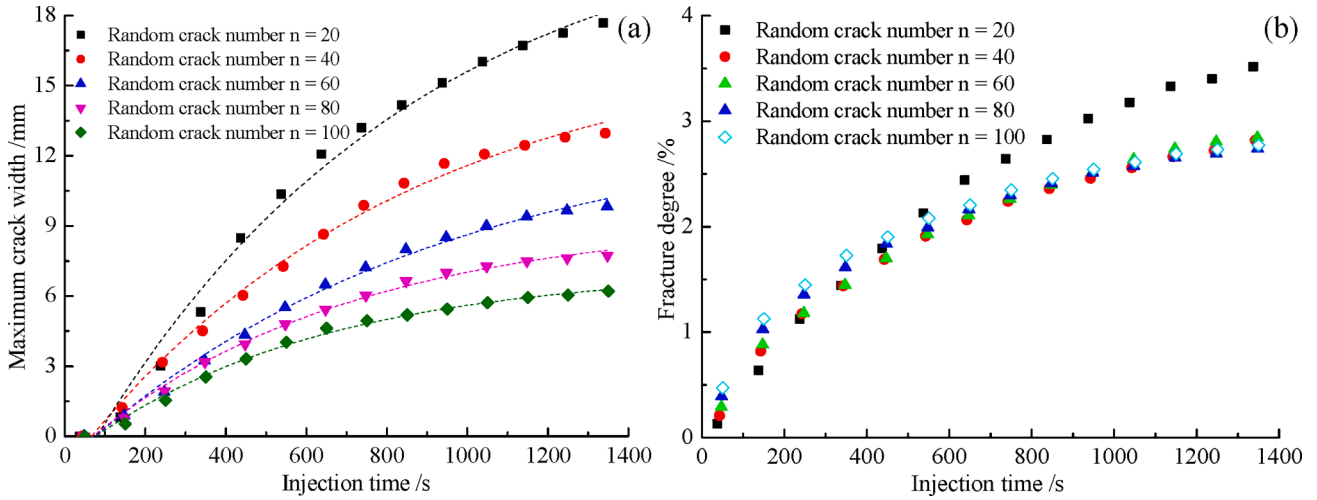 (a)
Random crack number n = 20
Random crack number n = 40
Random crack number n = 60
Random crack number n = 80
Random crack number n = 100
Maximum crack width /mm
18
15
12
9
6
3
0
0 200 400 600 800 1000 1200 1400
Injection time /s
(b)
Random crack number n = 20
Random crack number n = 40
Random crack number n = 60
Random crack number n = 80
Random crack number n = 100
Fracture degree /%
4
3
2
1
0
0 200 400 600 800 1000 1200 1400
Injection time /s